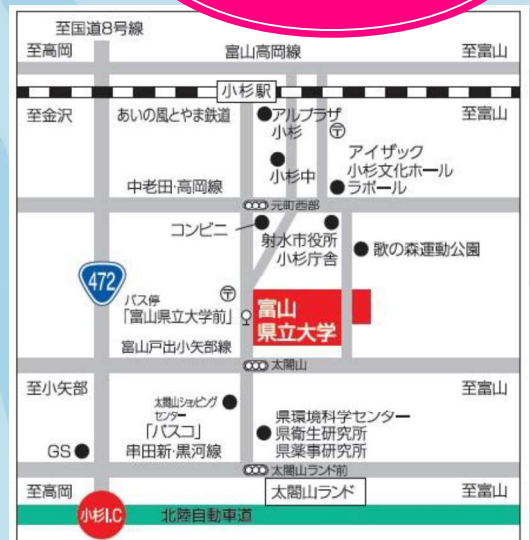 至国道8号線
至高岡 富山高岡線 至富山
小杉駅
至金沢 あいの風とやま鉄道 至富山
アルプラザ
小杉
〒
小杉中
アイザック
小杉文化ホール
ラポール
中老田・高岡線
元町西部
コンビニ
射水市役所
小杉庁舎
歌の森運動公園
472
〒
バス停
「富山県立大学前」
富山
県立大学
富山戸出小矢部線
太閤山
至小矢部 至富山
太閤山ショッピング
センター
「パスコ」
県環境科学センター
県衛生研究所
県薬事研究所
GS
串田新・黒河線
太閤山ランド前
至高岡 太閤山ランド 至富山
小杉I.C 北陸自動車道